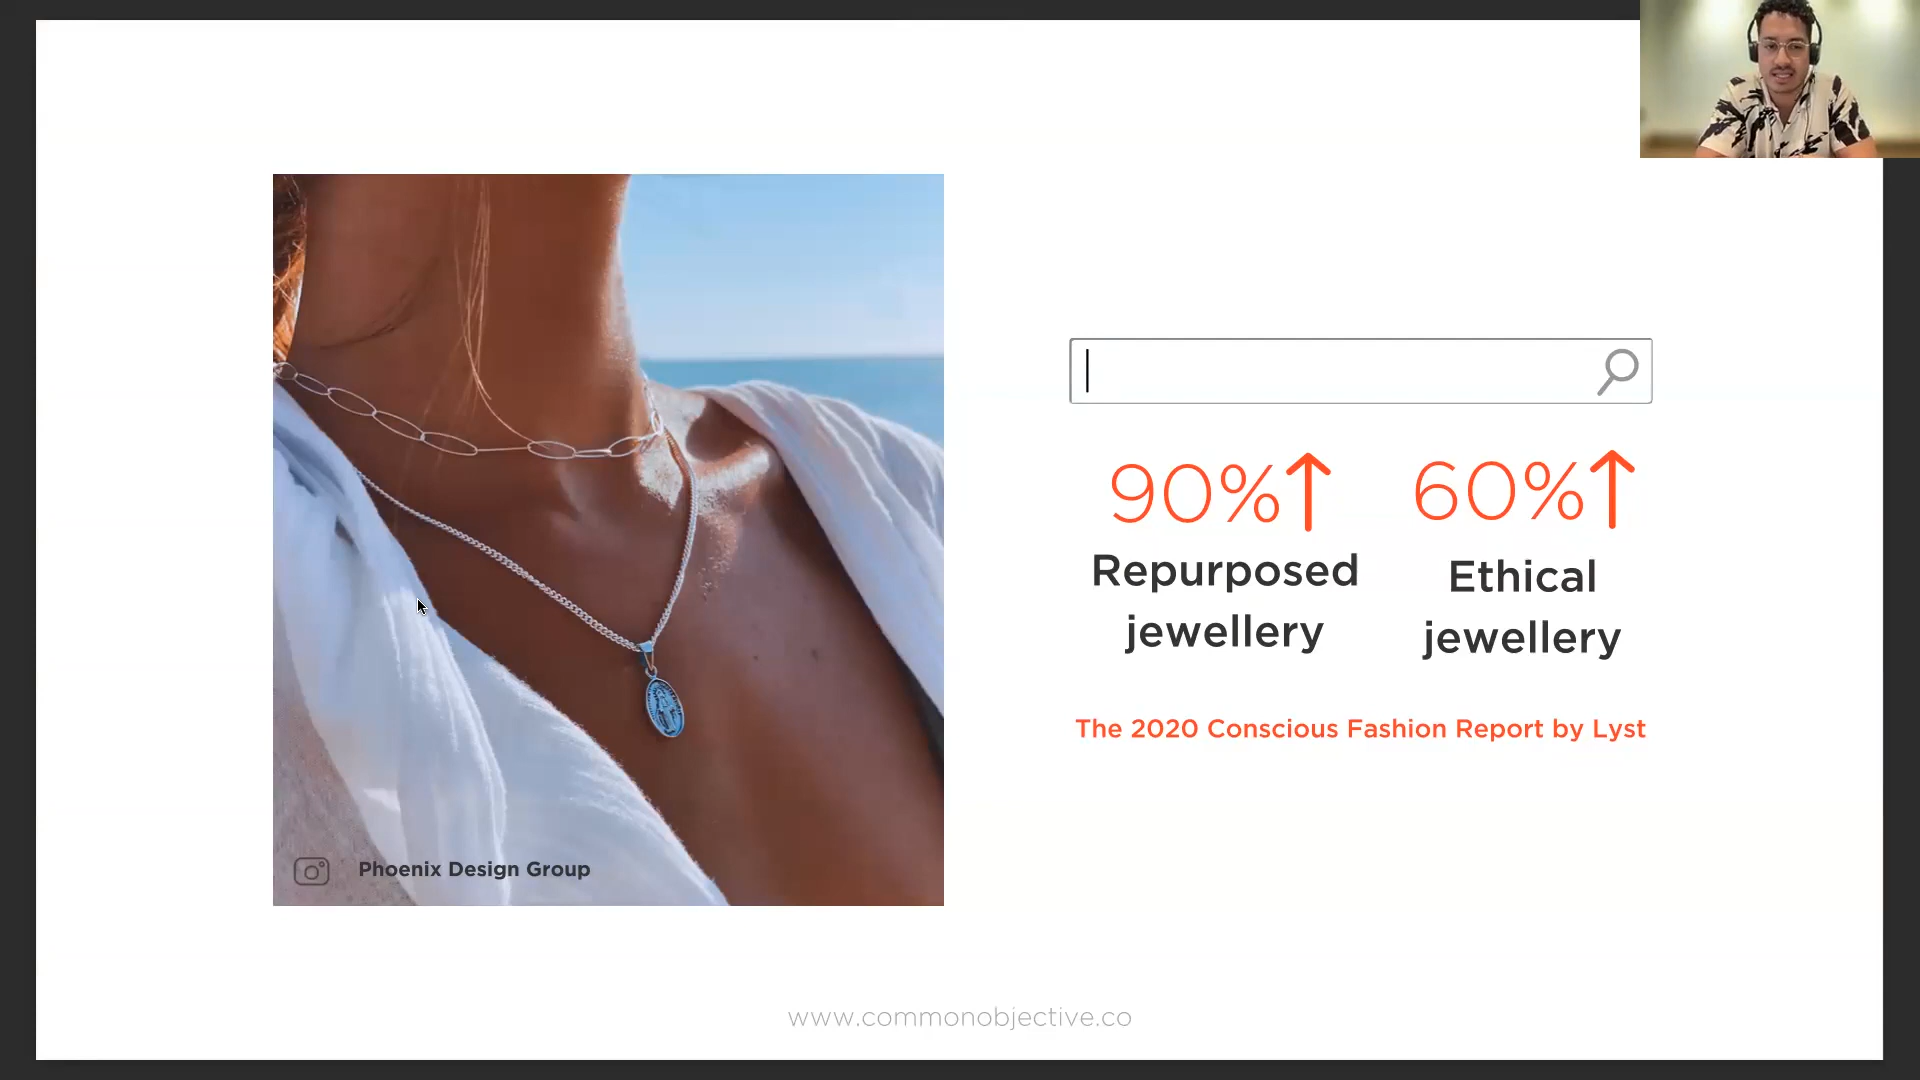 90%↑
Repurposed
jewellery
60%↑
Ethical
jewellery
The 2020 Conscious Fashion Report by Lyst
Phoenix Design Group
www.commonobjective.co